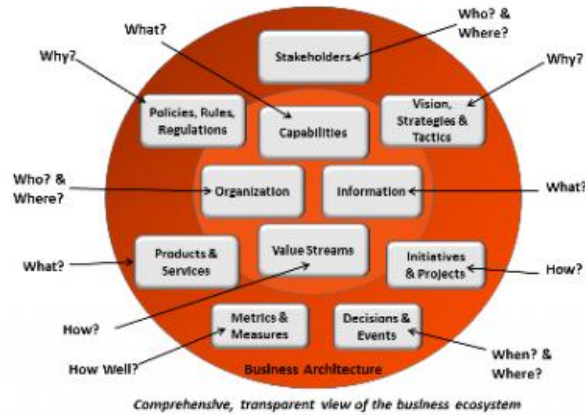 Who? &
Where?
What?
Stakeholders
Why?
Why?
Policies, Rules,
Regulations
Capabilities
Vision,
Strategies &
Tactics
Who? &
Where?
Organization
Information
What?
What?
Products &
Services
Value Streams
Initiatives
& Projects
How?
How?
Metrics &
Measures
Decisions &
Events
How Well?
Business Architecture
When? &
Where?
Comprehensive, transparent view of the business ecosystem